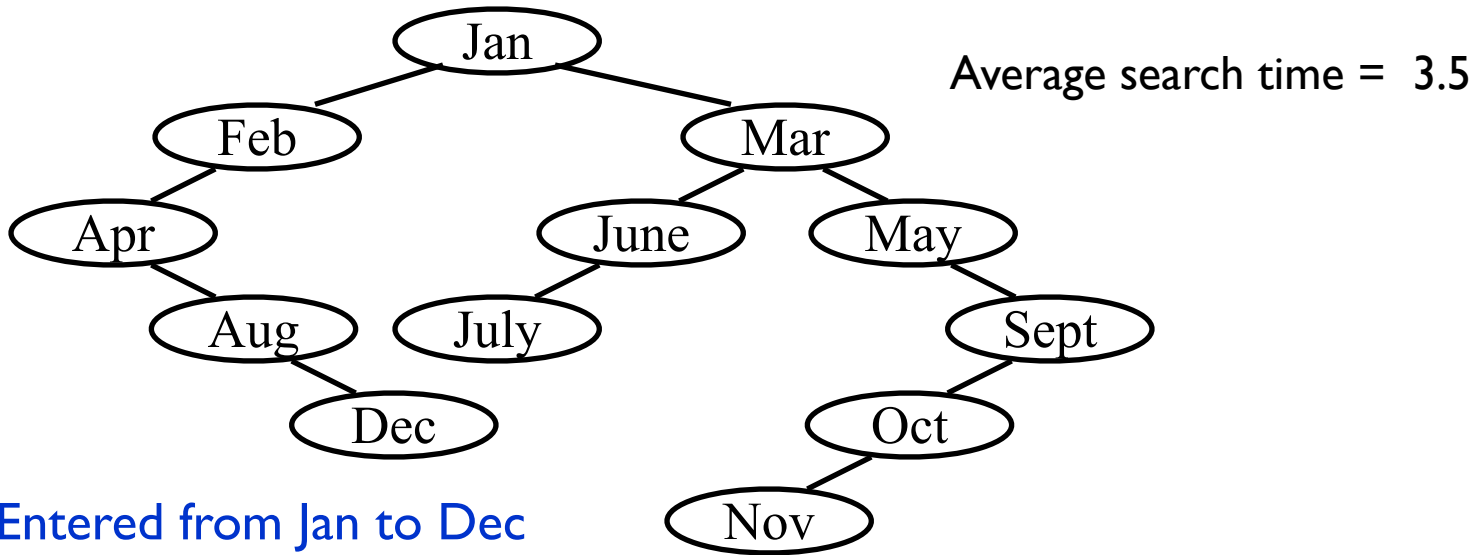 Jan
Average search time = 3.5
Feb
Mar
Apr
June
May
Aug
July
Sept
Dec
Oct
Entered from Jan to Dec
Nov